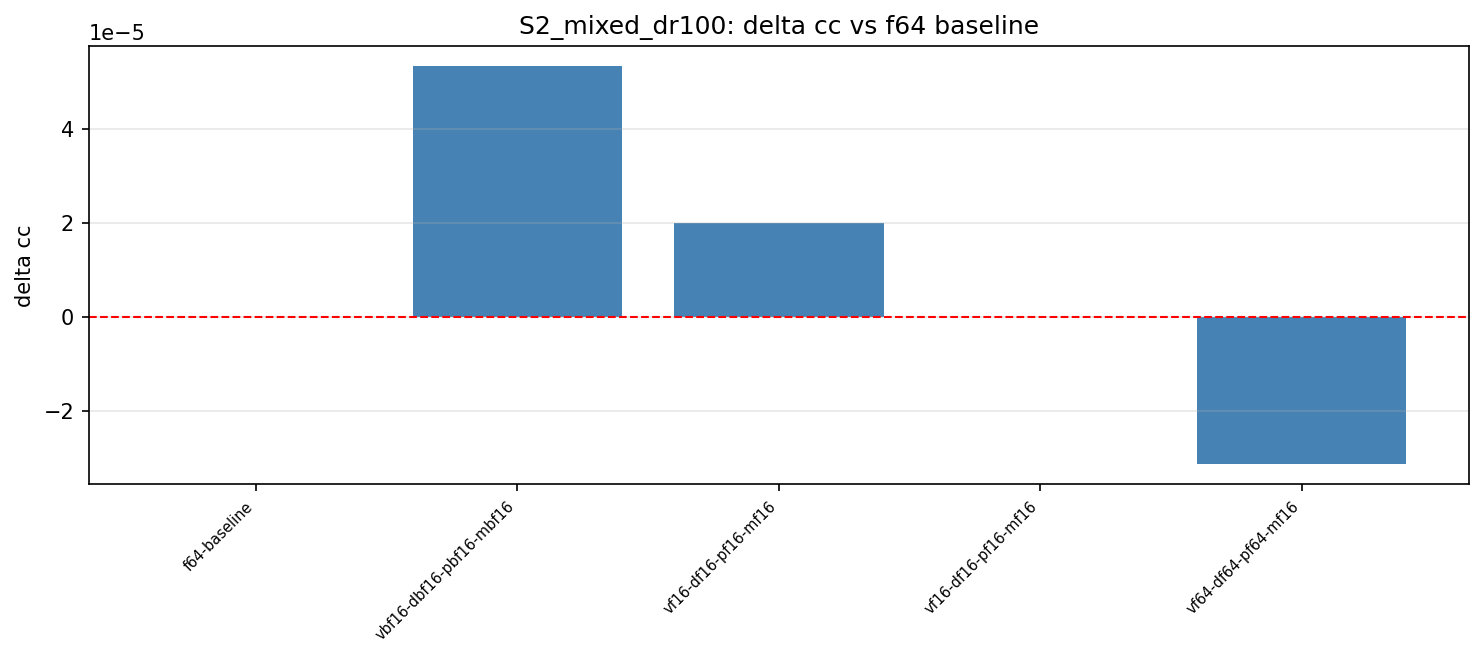 S2_mixed_dr100: delta cc vs f64 baseline
1e−5
delta cc
4
2
0
−2
f64-baseline
vbf16-dbf16-pbf16-mbf16
vf16-df16-pf16-mf16
vf16-df16-pf16-mf16
vf64-df64-pf64-mf16